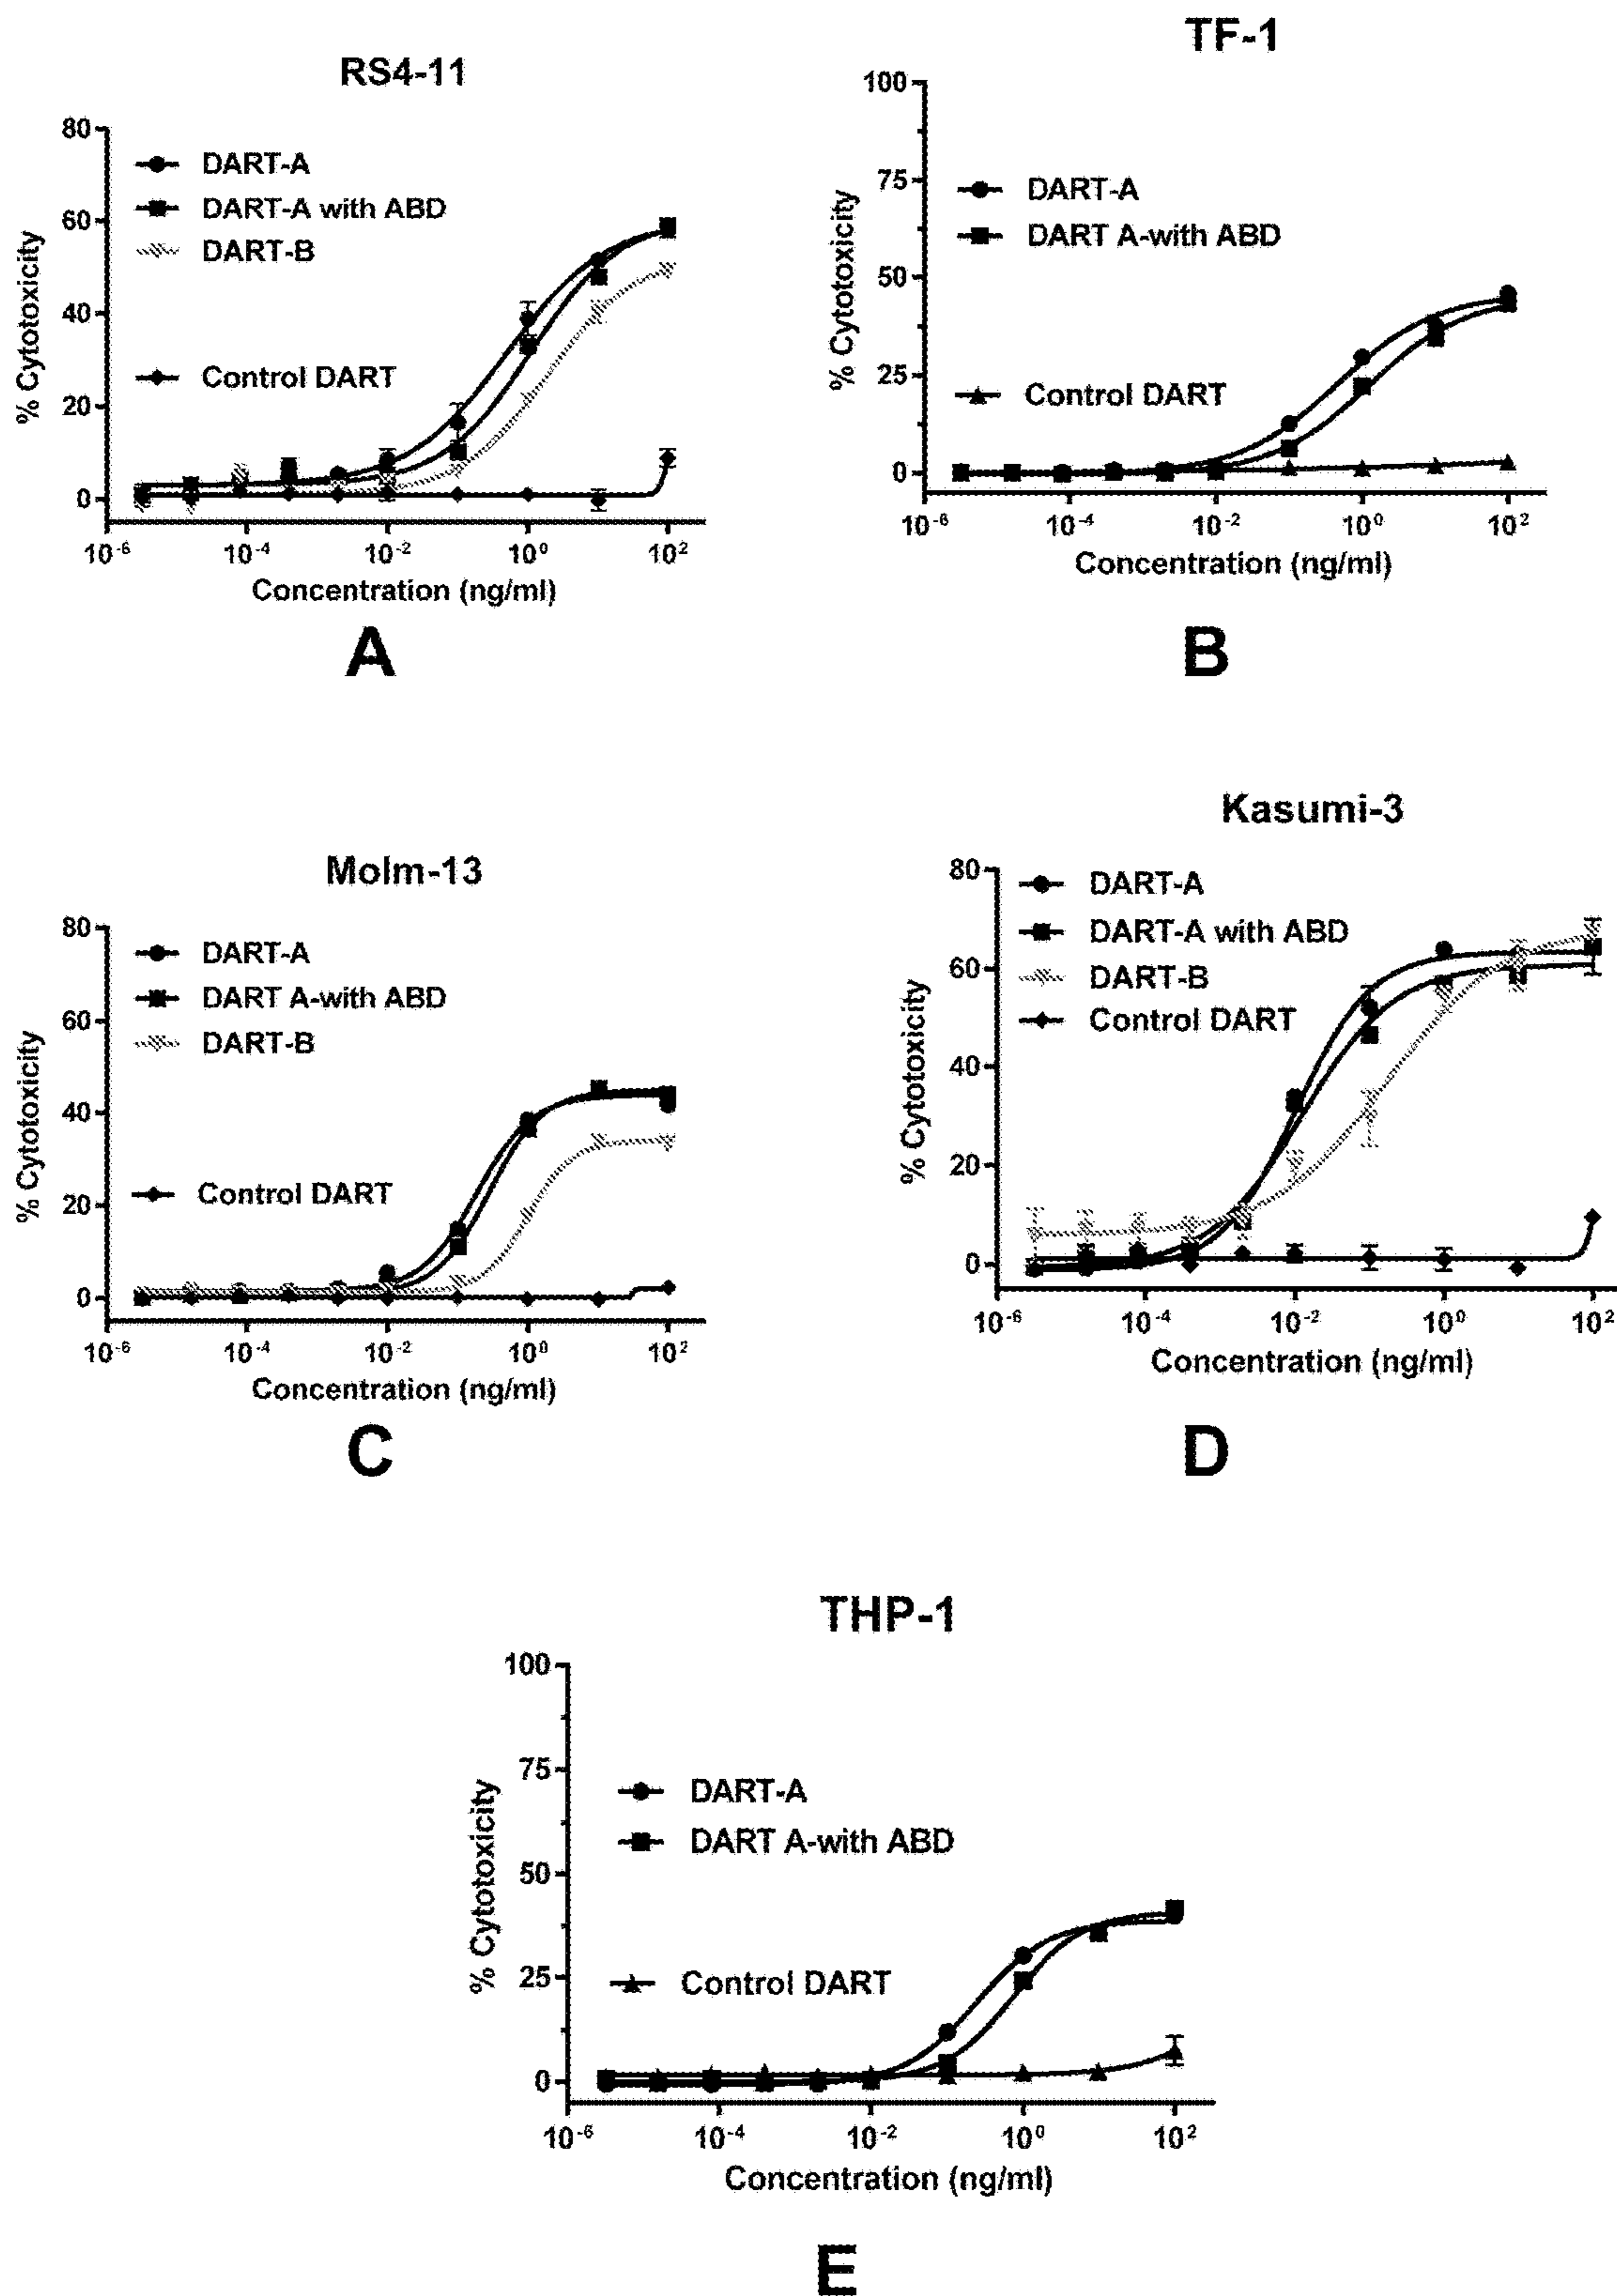 RS4-11
80
60
40
20
0
% Cytotoxicity
DART-A
DART-A with ABD
DART-B
Control DART
10-6 10-4 10-2 100 102
Concentration (ng/ml)
A
TF-1
100
75
50
25
0
% Cytotoxicity
DART-A
DART A-with ABD
Control DART
10-6 10-4 10-2 100 102
Concentration (ng/ml)
B
Molm-13
80
60
40
20
0
% Cytotoxicity
DART-A
DART A-with ABD
DART-B
Control DART
10-6 10-4 10-2 100 102
Concentration (ng/ml)
C
Kasumi-3
80
60
40
20
0
% Cytotoxicity
DART-A
DART-A with ABD
DART-B
Control DART
10-6 10-4 10-2 100 102
Concentration (ng/ml)
D
THP-1
100
75
50
25
0
% Cytotoxicity
DART-A
DART A-with ABD
Control DART
10-6 10-4 10-2 100 102
Concentration (ng/ml)
E